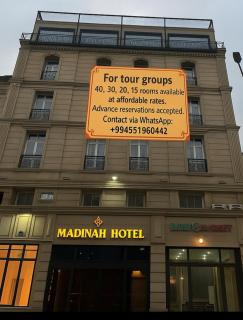 For tour groups
40, 30, 20, 15 rooms available
at affordable rates.
Advance reservations accepted.
Contact via WhatsApp:
+994551960442
MADINAH HOTEL